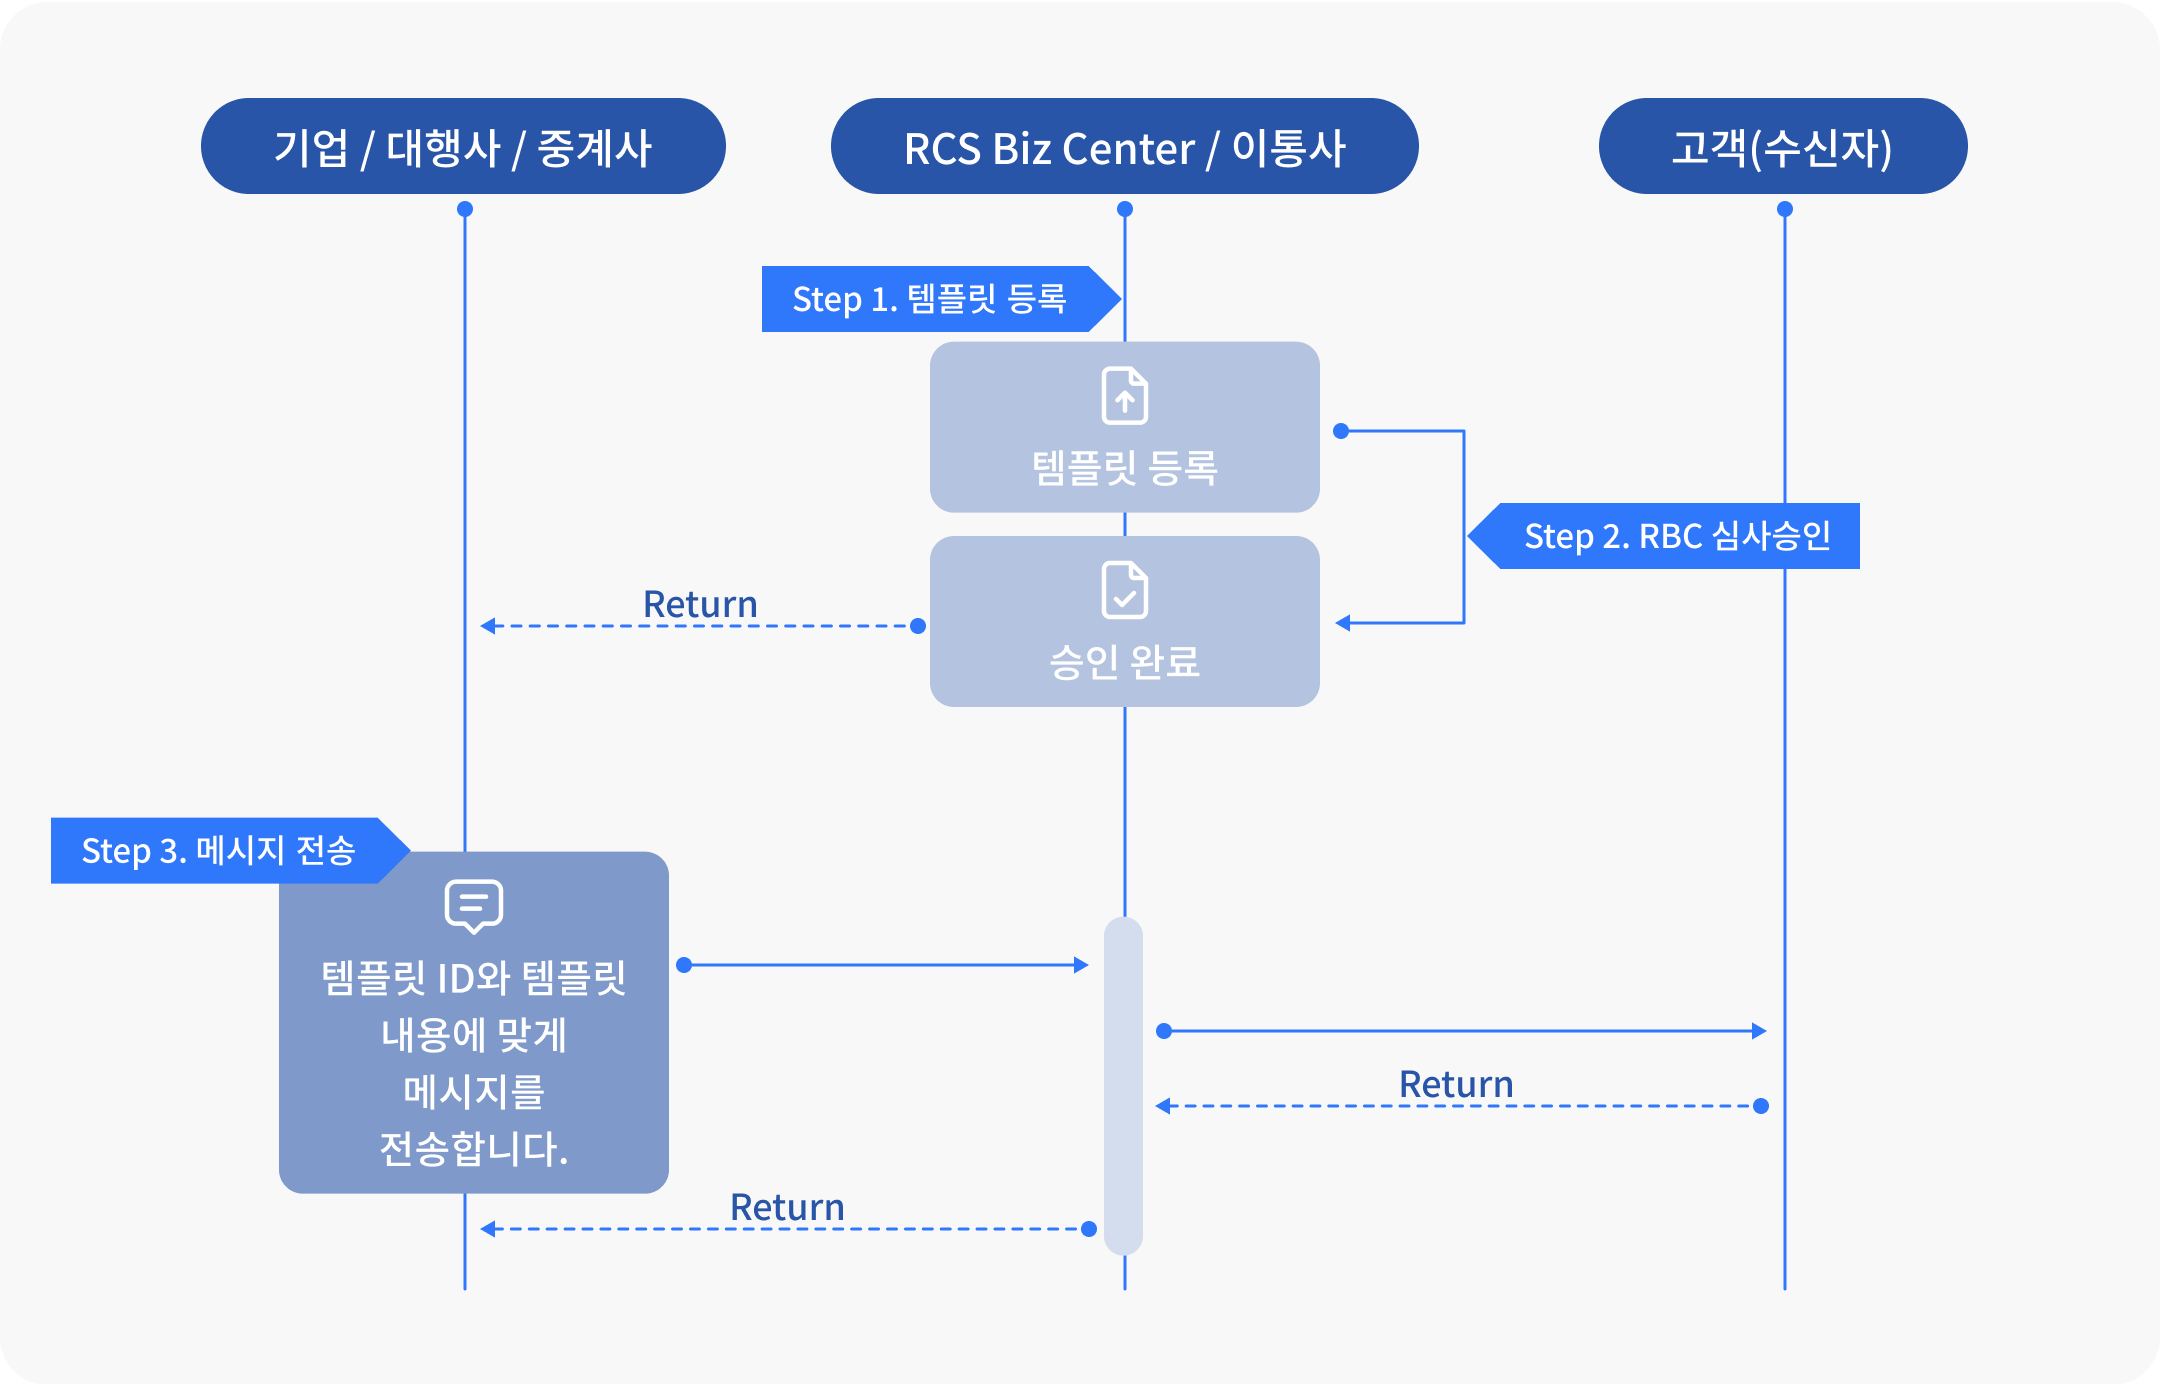 기업 / 대행사 / 중계사
RCS Biz Center / 이통사
고객(수신자)
Step 1. 템플릿 등록
템플릿 등록
Step 2. RBC 심사승인
Return
승인 완료
Step 3. 메시지 전송
템플릿 ID와 템플릿
내용에 맞게
메시지를
전송합니다.
Return
Return